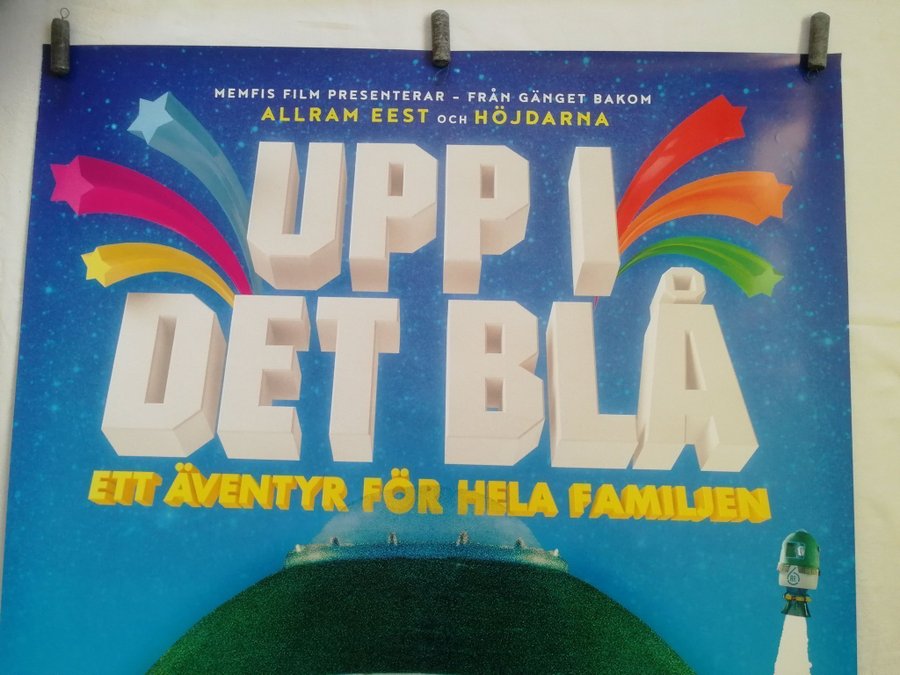 MEMFIS FILM PRESENTERAR - FRÅN GÄNGET BAKOM
ALLRAM EEST OCH HÖJDARNA
UPP I
DET BLÅ
ETT ÄVENTYR FÖR HELA FAMILJEN